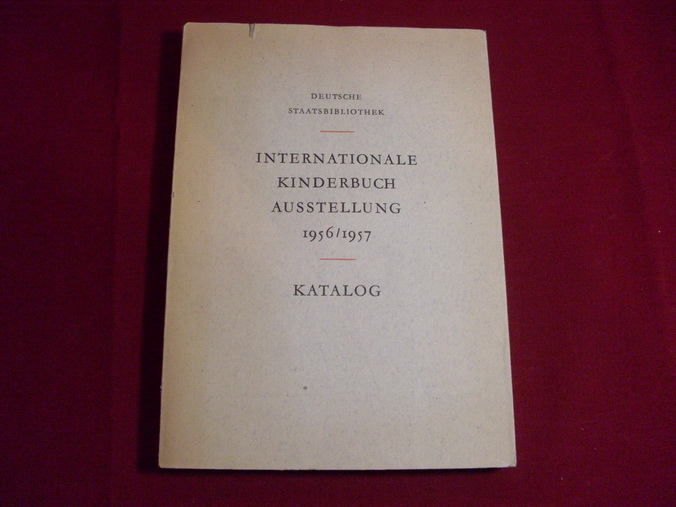 DEUTSCHE
STAATSBIBLIOTHEK
INTERNATIONALE
KINDERBUCH
AUSSTELLUNG
1956/1957
KATALOG